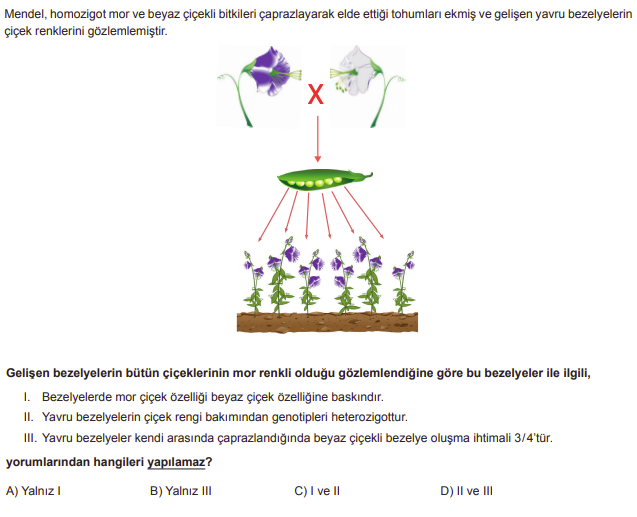 Mendel, homozigot mor ve beyaz çiçekli bitkileri çaprazlayarak elde ettiği tohumları ekmiş ve gelişen yavru bezelyelerin
çiçek renklerini gözlemlemiştir.
X
Gelişen bezelyelerin bütün çiçeklerinin mor renkli olduğu gözlemlendiğine göre bu bezelyeler ile ilgili,
I. Bezelyelerde mor çiçek özelliği beyaz çiçek özelliğine baskındır.
II. Yavru bezelyelerin çiçek rengi bakımından genotipleri heterozigottur.
III. Yavru bezelyeler kendi arasında çaprazlandığında beyaz çiçekli bezelye oluşma ihtimali 3/4'tür.
yorumlarından hangileri yapılamaz?
A) Yalnız I B) Yalnız III C) I ve II D) II ve III